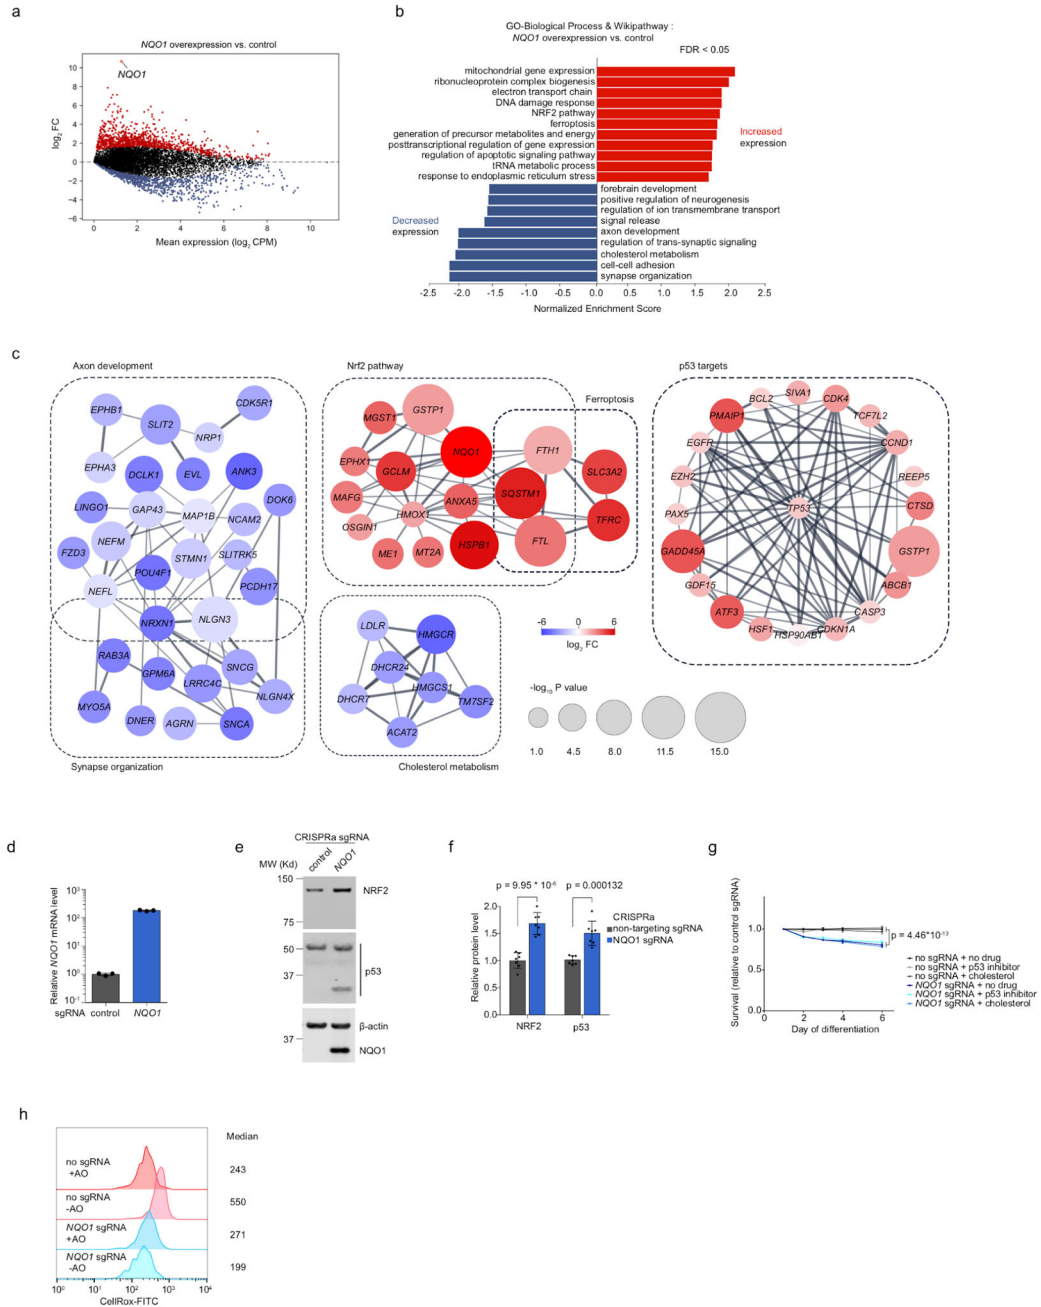 a
NQO1 overexpression vs. control
NQO1
log2 FC
10
8
6
4
2
0
−2
−4
−6
0 2 4 6 8 10
Mean expression (log2 CPM)
b
GO-Biological Process & Wikipathway :
NQO1 overexpression vs. control
FDR < 0.05
mitochondrial gene expression
ribonucleoprotein complex biogenesis
electron transport chain
DNA damage response
NRF2 pathway
ferroptosis
generation of precursor metabolites and energy
posttranscriptional regulation of gene expression
regulation of apoptotic signaling pathway
tRNA metabolic process
response to endoplasmic reticulum stress
Increased
expression
forebrain development
positive regulation of neurogenesis
regulation of ion transmembrane transport
signal release
axon development
regulation of trans-synaptic signaling
cholesterol metabolism
cell-cell adhesion
synapse organization
Decreased
expression
-2.5 -2.0 -1.5 -1.0 -0.5 0.0 0.5 1.0 1.5 2.0 2.5
Normalized Enrichment Score
c
Axon development
EPHB1
SLIT2
CDK5R1
NRP1
EPHA3
DCLK1
EVL
ANK3
LINGO1
GAP43
MAP1B
NCAM2
DOK6
FZD3
NEFM
STMN1
SLITRK5
POU4F1
PCDH17
NEFL
NRXN1
NLGN3
RAB3A
GPM6A
LRRC4C
SNCG
NLGN4X
MYO5A
DNER
AGRN
SNCA
Synapse organization
Nrf2 pathway
Ferroptosis
MGST1
GSTP1
EPHX1
GCLM
NQO1
FTH1
SLC3A2
MAFG
ANXA5
SQSTM1
OSGIN1
HMOX1
TFRC
ME1
MT2A
HSPB1
FTL
LDLR
HMGCR
DHCR24
HMGCS1
DHCR7
TM7SF2
ACAT2
Cholesterol metabolism
-6 0 6
log2 FC
-log10 P value
1.0 4.5 8.0 11.5 15.0
p53 targets
BCL2
SIVA1
CDK4
PMAIP1
TCF7L2
EGFR
CCND1
EZH2
REEP5
PAX5
TP53
CTSD
GADD45A
GSTP1
GDF15
ABCB1
ATF3
CASP3
HSF1
HSP90AB1
CDKN1A
d
Relative NQO1 mRNA level
10³
10²
10¹
10⁰
10⁻¹
sgRNA control NQO1
e
CRISPRa sgRNA
control NQO1
MW (Kd)
150
NRF2
75
50
p53
37
β-actin
37
NQO1
f
p = 9.95 * 10⁻⁶ p = 0.000132
CRISPRa
non-targeting sgRNA
NQO1 sgRNA
Relative protein level
2.0
1.5
1.0
0.5
0.0
NRF2 p53
g
Survival (relative to control sgRNA)
1.0
0.5
0.0
0 2 4 6
Day of differentiation
p = 4.46*10⁻¹³
no sgRNA + no drug
no sgRNA + p53 inhibitor
no sgRNA + cholesterol
NQO1 sgRNA + no drug
NQO1 sgRNA + p53 inhibitor
NQO1 sgRNA + cholesterol
h
Median
no sgRNA
+AO
243
no sgRNA
-AO
550
NQO1 sgRNA
+AO
271
NQO1 sgRNA
-AO
199
10⁰ 10¹ 10² 10³ 10⁴
CellRox-FITC